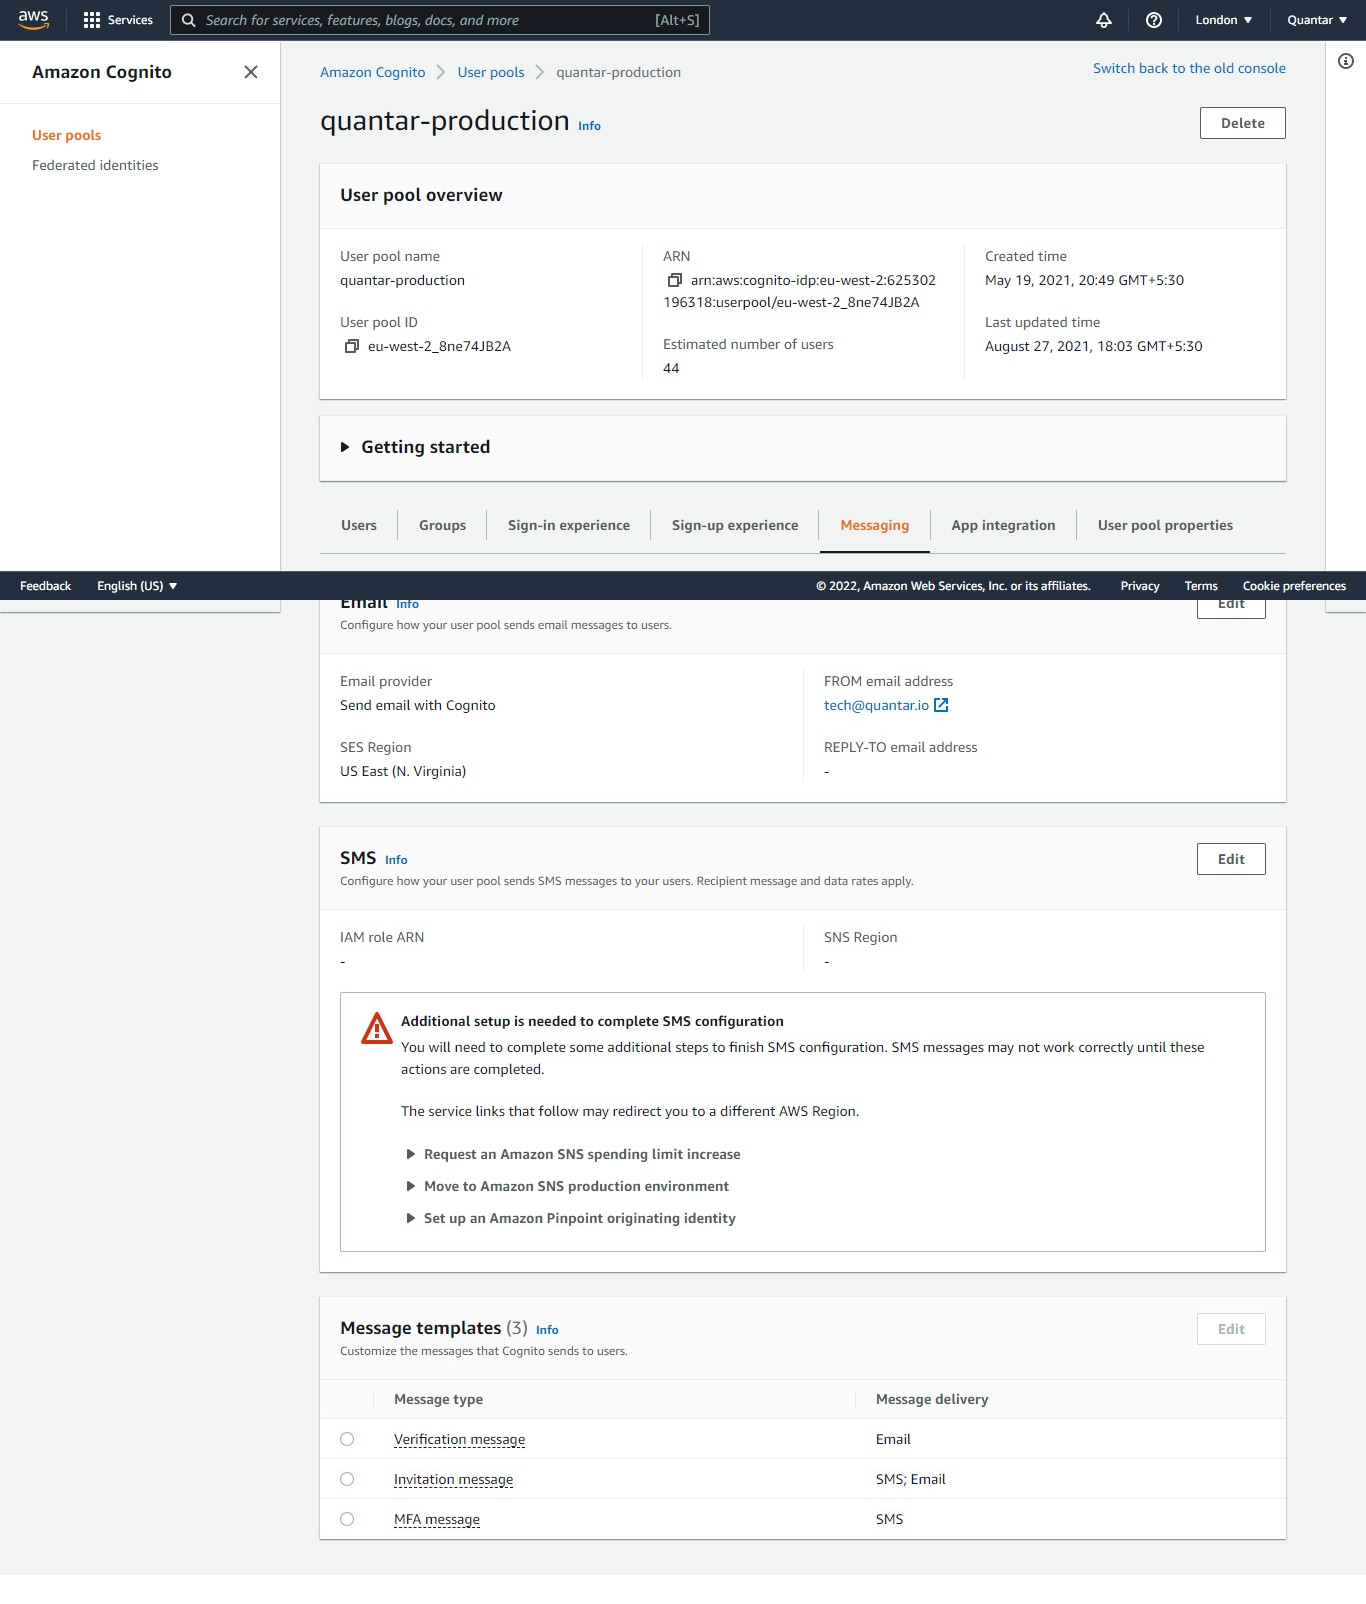 aws
Services
Search for services, features, blogs, docs, and more
[Alt+S]
London
Quantar
Amazon Cognito
User pools
Federated identities
Amazon Cognito
User pools
quantar-production
Switch back to the old console
quantar-production Info
Delete
User pool overview
User pool name
quantar-production
User pool ID
eu-west-2_8ne74JB2A
ARN
arn:aws:cognito-idp:eu-west-2:625302
196318:userpool/eu-west-2_8ne74JB2A
Estimated number of users
44
Created time
May 19, 2021, 20:49 GMT+5:30
Last updated time
August 27, 2021, 18:03 GMT+5:30
Getting started
Users
Groups
Sign-in experience
Sign-up experience
Messaging
App integration
User pool properties
Feedback
English (US)
© 2022, Amazon Web Services, Inc. or its affiliates.
Privacy
Terms
Cookie preferences
Email Info
Edit
Configure how your user pool sends email messages to users.
Email provider
Send email with Cognito
SES Region
US East (N. Virginia)
FROM email address
tech@quantar.io
REPLY-TO email address
-
SMS Info
Edit
Configure how your user pool sends SMS messages to your users. Recipient message and data rates apply.
IAM role ARN
-
SNS Region
-
Additional setup is needed to complete SMS configuration
You will need to complete some additional steps to finish SMS configuration. SMS messages may not work correctly until these
actions are completed.
The service links that follow may redirect you to a different AWS Region.
Request an Amazon SNS spending limit increase
Move to Amazon SNS production environment
Set up an Amazon Pinpoint originating identity
Message templates (3) Info
Edit
Customize the messages that Cognito sends to users.
Message type
Message delivery
Verification message
Email
Invitation message
SMS; Email
MFA message
SMS